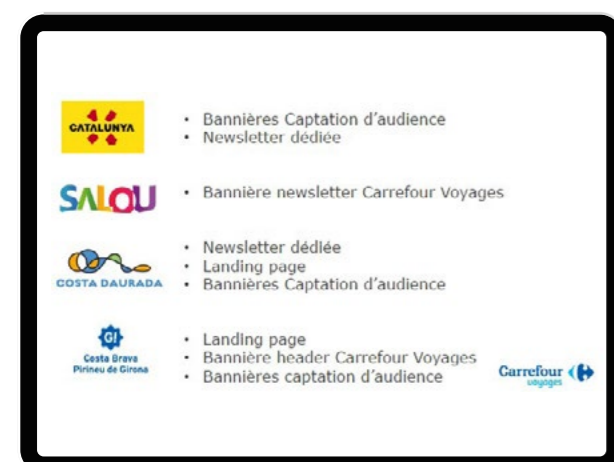 CATALUNYA
• Bannières Captation d'audience
• Newsletter dédiée
SALOU
• Bannière newsletter Carrefour Voyages
COSTA DAURADA
• Newsletter dédiée
• Landing page
• Bannières Captation d'audience
GI
Costa Brava
Pirineu de Girona
• Landing page
• Bannière header Carrefour Voyages
• Bannières captation d'audience
Carrefour
voyages